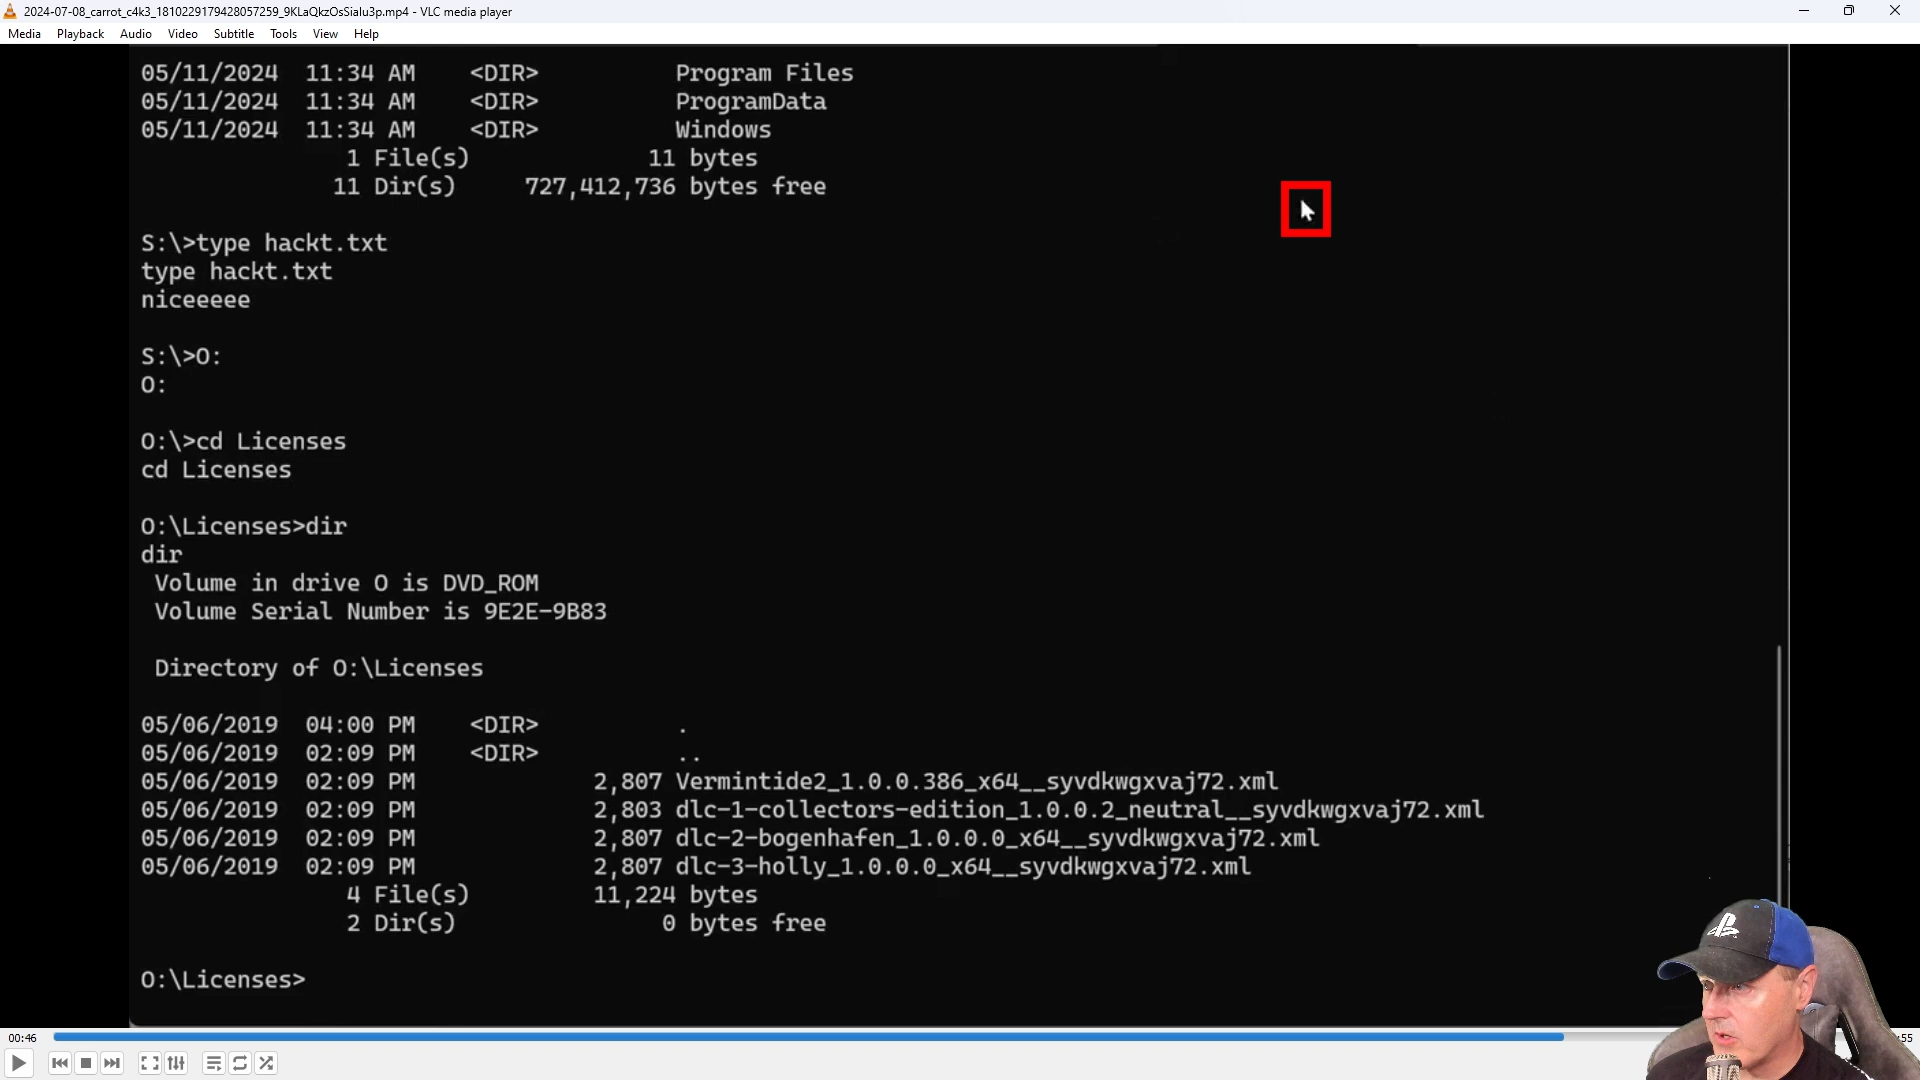 2024-07-08_carrot_c4k3_1810229179428057259_9KLaQkzOsSialu3p.mp4 - VLC media player
Media Playback Audio Video Subtitle Tools View Help
05/11/2024 11:34 AM <DIR> Program Files
05/11/2024 11:34 AM <DIR> ProgramData
05/11/2024 11:34 AM <DIR> Windows
1 File(s) 11 bytes
11 Dir(s) 727,412,736 bytes free
S:\>type hackt.txt
type hackt.txt
niceeeee
S:\>O:
O:
O:\>cd Licenses
cd Licenses
O:\Licenses>dir
dir
Volume in drive O is DVD_ROM
Volume Serial Number is 9E2E-9B83
Directory of O:\Licenses
05/06/2019 04:00 PM <DIR> .
05/06/2019 02:09 PM <DIR> ..
05/06/2019 02:09 PM 2,807 Vermintide2_1.0.0.386_x64__syvdkwgxvaj72.xml
05/06/2019 02:09 PM 2,803 dlc-1-collectors-edition_1.0.0.2_neutral__syvdkwgxvaj72.xml
05/06/2019 02:09 PM 2,807 dlc-2-bogenhafen_1.0.0.0_x64__syvdkwgxvaj72.xml
05/06/2019 02:09 PM 2,807 dlc-3-holly_1.0.0.0_x64__syvdkwgxvaj72.xml
4 File(s) 11,224 bytes
2 Dir(s) 0 bytes free
O:\Licenses>
00:46